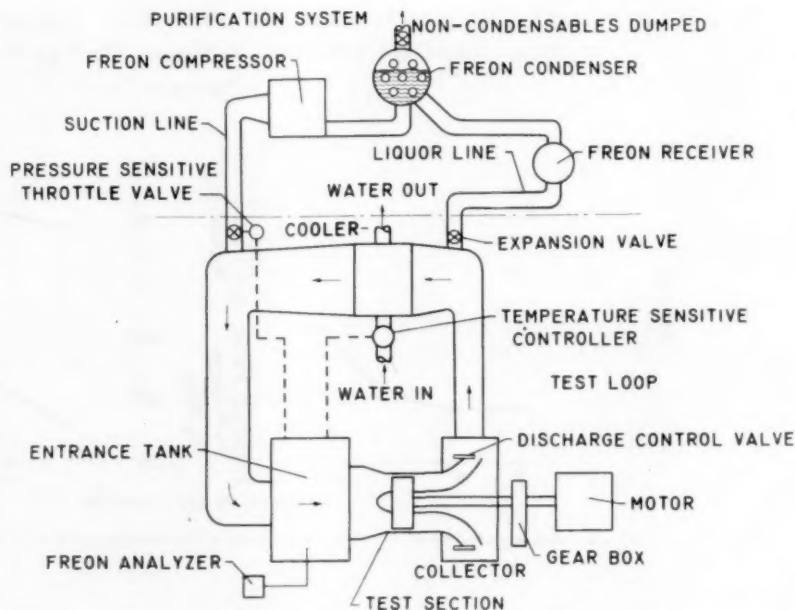 PURIFICATION SYSTEM
NON-CONDENSABLES DUMPED
FREON COMPRESSOR
FREON CONDENSER
SUCTION LINE
LIQUOR LINE
FREON RECEIVER
PRESSURE SENSITIVE
THROTTLE VALVE
WATER OUT
COOLER
EXPANSION VALVE
TEMPERATURE SENSITIVE
CONTROLLER
WATER IN
TEST LOOP
ENTRANCE TANK
DISCHARGE CONTROL VALVE
MOTOR
FREON ANALYZER
COLLECTOR
GEAR BOX
TEST SECTION